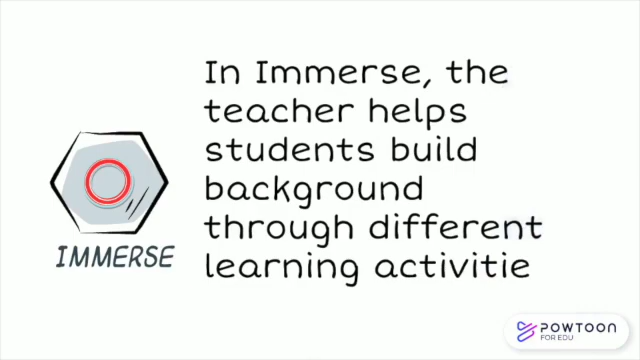 In Immerse, the
teacher helps
students build
background
through different
learning activitie
IMMERSE
POWTOON
FOR EDU